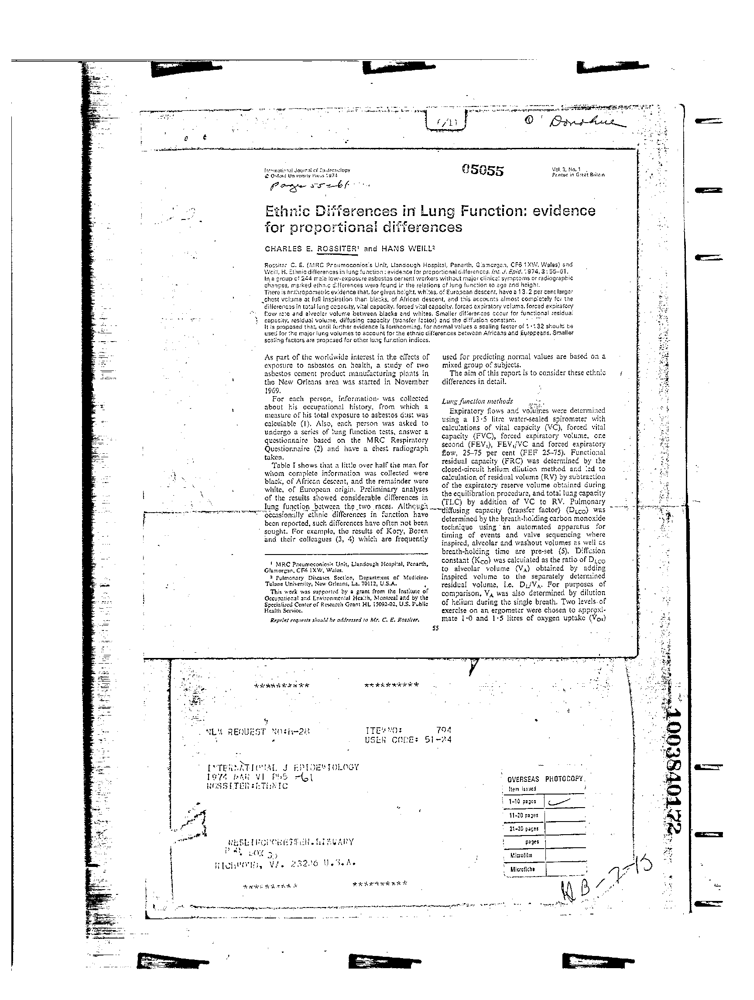 O' Donohue
International Journal of Epidemiology
© Oxford University Press 1974
05055
Vol. 3, No. 1
Printed in Great Britain
Page 55-61
Ethnic Differences in Lung Function: evidence
for proportional differences
CHARLES E. ROSSITER¹ and HANS WEILL²
Rossiter C. E. (MRC Pneumoconiosis Unit, Llandough Hospital, Penarth, Glamorgan, CF6 1XW, Wales) and
Weill, H. Ethnic differences in lung function: evidence for proportional differences. Int. J. Epid. 1974, 3: 55-61.
In a group of 244 male low-exposure asbestos cement workers without major clinical symptoms or radiographic
changes, marked ethnic differences were found in the relations of lung function to age and height.
There is anthropometric evidence that, for given height, whites, of European descent, have a 13.2 per cent larger
chest volume at full inspiration than blacks, of African descent, and this accounts almost completely for the
differences in total lung capacity, vital capacity, forced vital capacity, forced expiratory volume, forced expiratory
flow rate and alveolar volume between blacks and whites. Smaller differences occur for functional residual
capacity, residual volume, diffusing capacity (transfer factor) and the diffusion constant.
It is proposed that, until further evidence is forthcoming, for normal values a scaling factor of 1·132 should be
used for the major lung volumes to account for the ethnic differences between Africans and Europeans. Smaller
scaling factors are proposed for other lung function indices.
As part of the worldwide interest in the effects of
exposure to asbestos on health, a study of two
asbestos cement product manufacturing plants in
the New Orleans area was started in November
1969.
For each person, information was collected
about his occupational history, from which a
measure of his total exposure to asbestos dust was
calculable (1). Also, each person was asked to
undergo a series of lung function tests, answer a
questionnaire based on the MRC Respiratory
Questionnaire (2) and have a chest radiograph
taken.
Table I shows that a little over half the men for
whom complete information was collected were
black, of African descent, and the remainder were
white, of European origin. Preliminary analyses
of the results showed considerable differences in
lung function between the two races. Although
occasionally ethnic differences in function have
been reported, such differences have often not been
sought. For example, the results of Kory, Boren
and their colleagues (3, 4) which are frequently
¹ MRC Pneumoconiosis Unit, Llandough Hospital, Penarth,
Glamorgan, CF6 1XW, Wales.
² Pulmonary Diseases Section, Department of Medicine-
Tulane University, New Orleans, La. 70112, U.S.A.
This work was supported by a grant from the Institute of
Occupational and Environmental Health, Montreal and by the
Specialized Center of Research Grant HL 15092-02, U.S. Public
Health Service.
Reprint requests should be addressed to Mr. C. E. Rossiter.
used for predicting normal values are based on a
mixed group of subjects.
The aim of this report is to consider these ethnic
differences in detail.
Lung function methods
Expiratory flows and volumes were determined
using a 13·5 litre water-sealed spirometer with
calculations of vital capacity (VC), forced vital
capacity (FVC), forced expiratory volume, one
second (FEV₁), FEV₁/VC and forced expiratory
flow, 25-75 per cent (FEF 25-75). Functional
residual capacity (FRC) was determined by the
closed-circuit helium dilution method and led to
calculation of residual volume (RV) by subtraction
of the expiratory reserve volume obtained during
the equilibration procedure, and total lung capacity
(TLC) by addition of VC to RV. Pulmonary
diffusing capacity (transfer factor) (DLCO) was
determined by the breath-holding carbon monoxide
technique using an automated apparatus for
timing of events and valve sequencing where
inspired, alveolar and washout volumes as well as
breath-holding time are pre-set (5). Diffusion
constant (KCO) was calculated as the ratio of DLCO
to alveolar volume (VA) obtained by adding
inspired volume to the separately determined
residual volume, i.e. DL/VA. For purposes of
comparison, VA was also determined by dilution
of helium during the single breath. Two levels of
exercise on an ergometer were chosen to approxi-
mate 1·0 and 1·5 litres of oxygen uptake (V̇O₂)
55
********** **********
NLM REQUEST NO:
ITEM NO: 794
USER CODE: 51-24
INTERNATIONAL J EPIDEMIOLOGY
1974 MAR VI P55 -61
ROSSITER:ETHNIC
OVERSEAS PHOTOCOPY
Item issued
1-10 pages
11-20 pages
21-30 pages
pages
Microfilm
Microfiche
RICHMOND, VA. 23206 U.S.A.
********** **********
1003840172